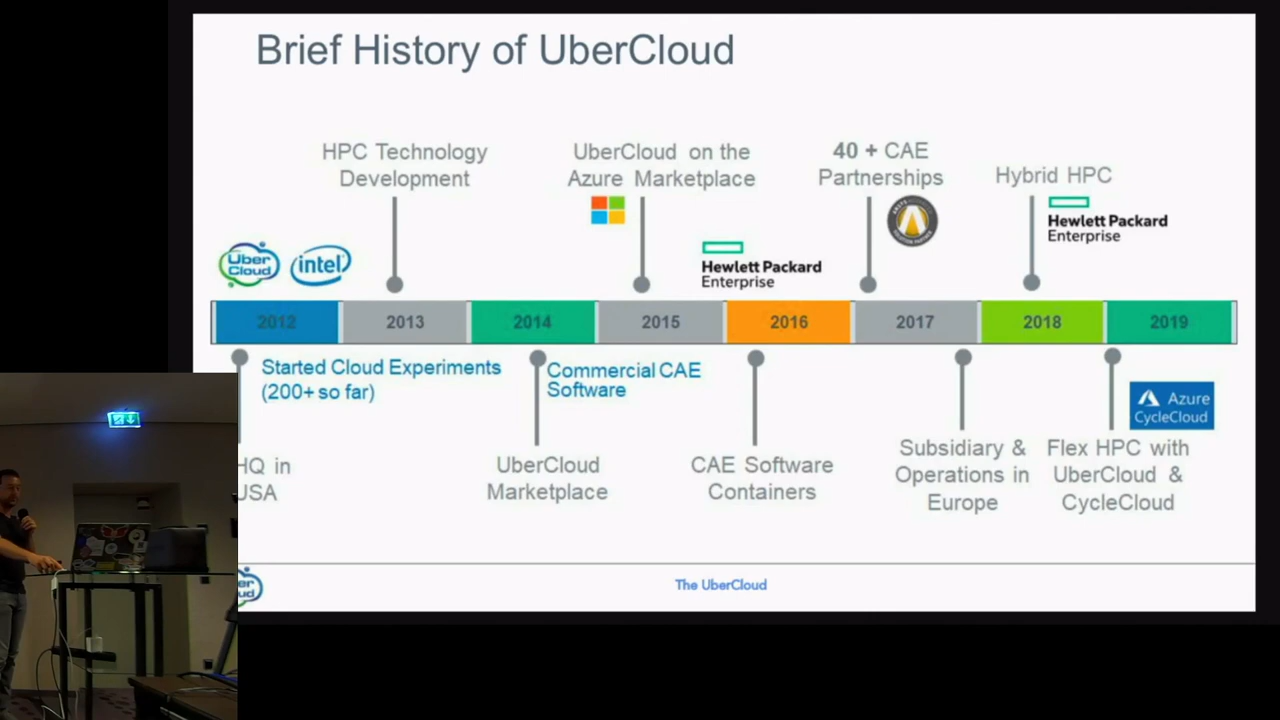 Brief History of UberCloud
HPC Technology
Development
UberCloud on the
Azure Marketplace
40 + CAE
Partnerships
Hybrid HPC
Hewlett Packard
Enterprise
Uber
Cloud
intel
Hewlett Packard
Enterprise
2012
2013
2014
2015
2016
2017
2018
2019
Started Cloud Experiments
(200+ so far)
Commercial CAE
Software
Azure
CycleCloud
HQ in
USA
UberCloud
Marketplace
CAE Software
Containers
Subsidiary &
Operations in
Europe
Flex HPC with
UberCloud &
CycleCloud
The UberCloud